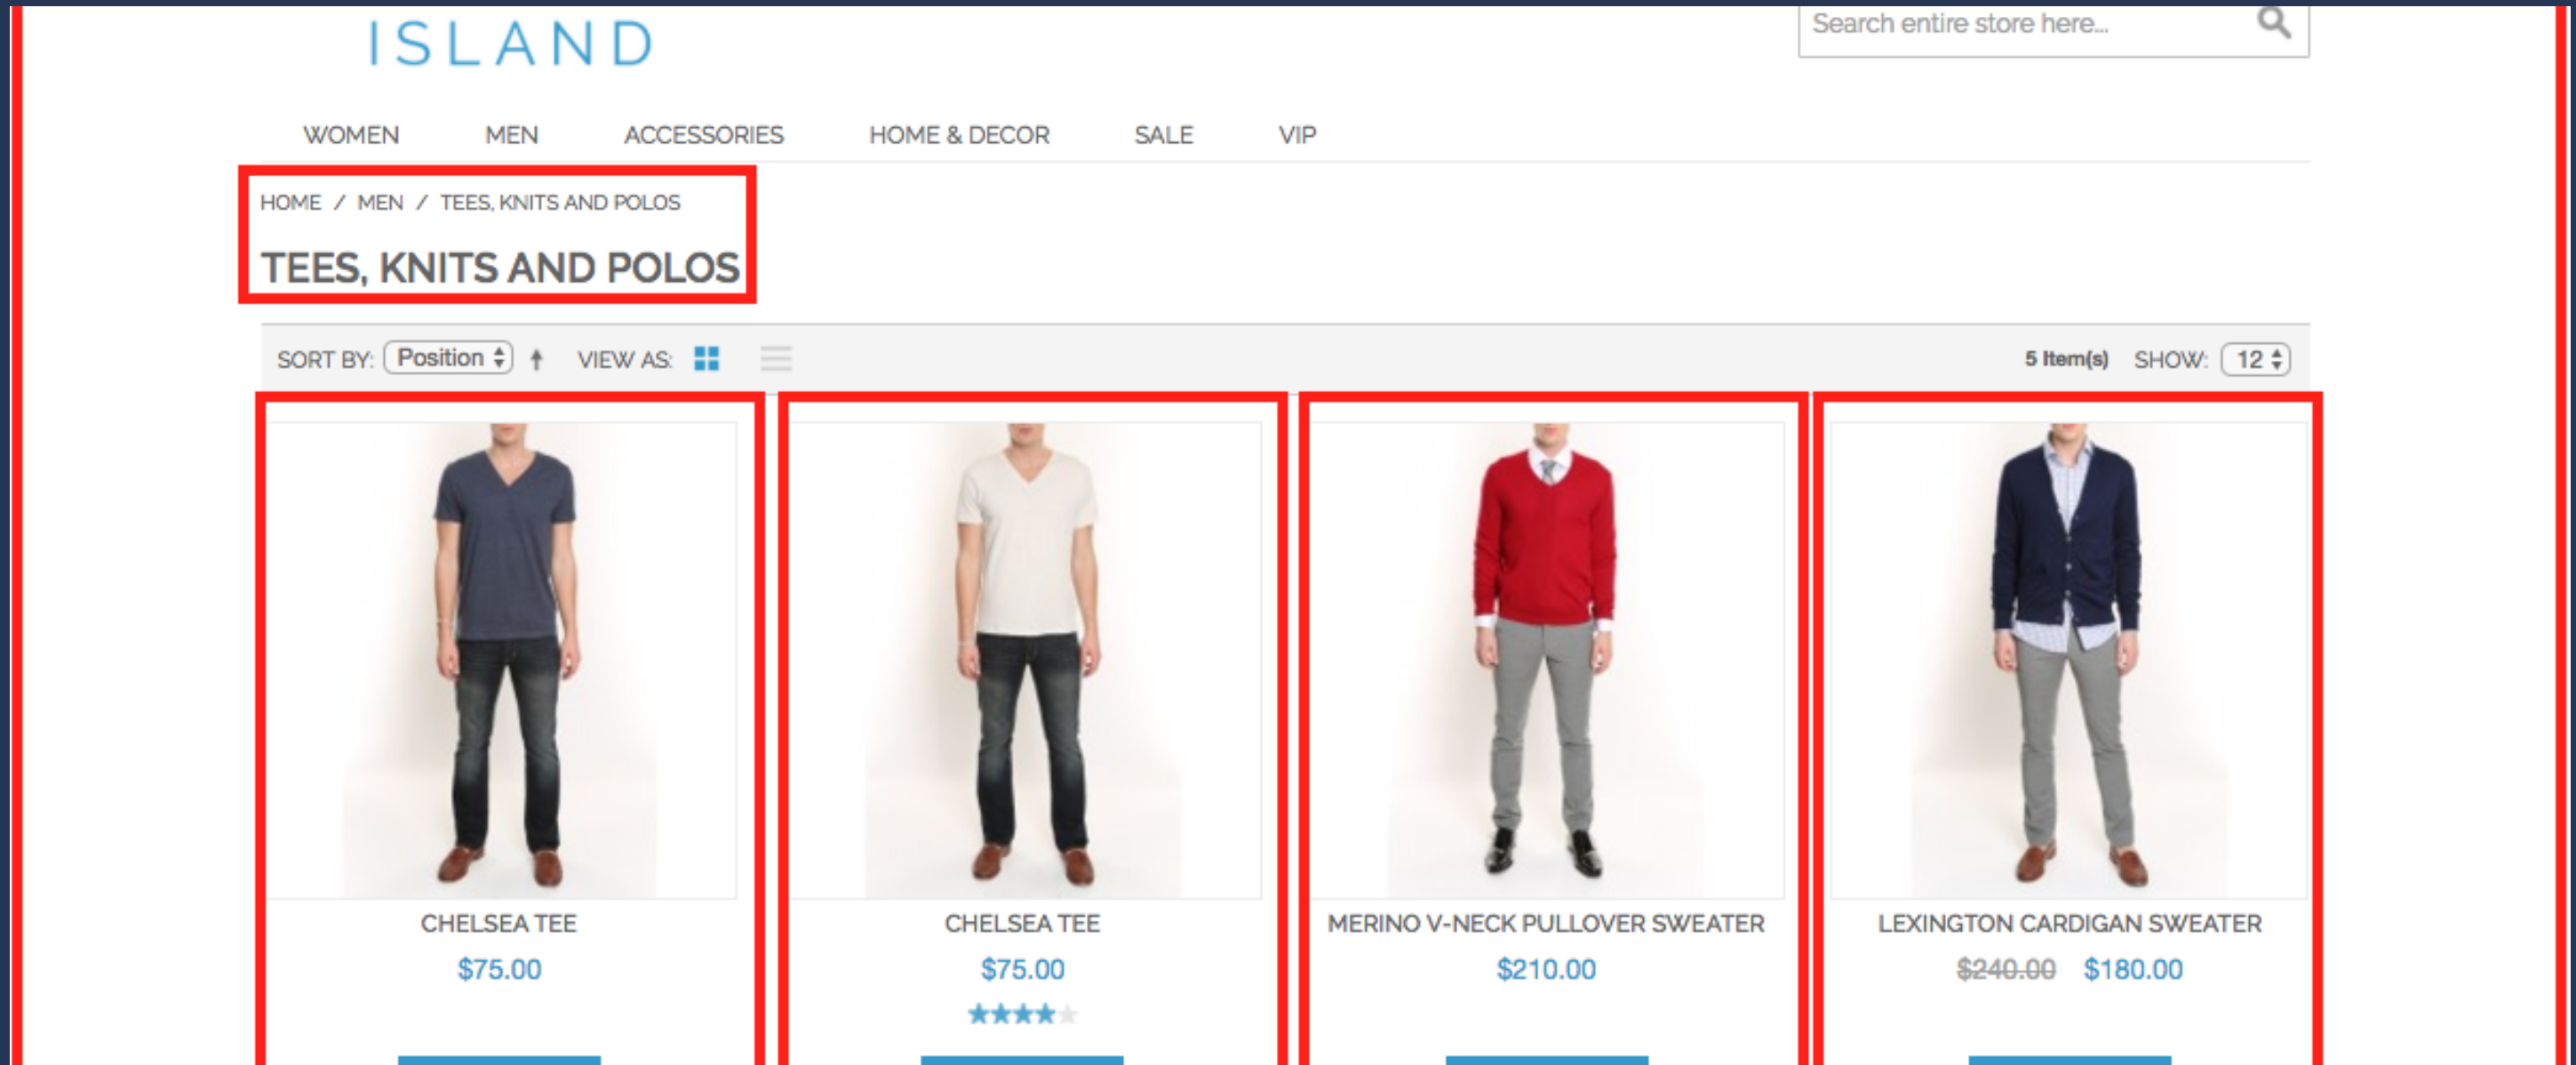 ISLAND
Search entire store here...
WOMEN MEN ACCESSORIES HOME & DECOR SALE VIP
HOME / MEN / TEES, KNITS AND POLOS
TEES, KNITS AND POLOS
SORT BY: Position VIEW AS: 5 Item(s) SHOW: 12
CHELSEA TEE
$75.00
CHELSEA TEE
$75.00
MERINO V-NECK PULLOVER SWEATER
$210.00
LEXINGTON CARDIGAN SWEATER
$240.00 $180.00